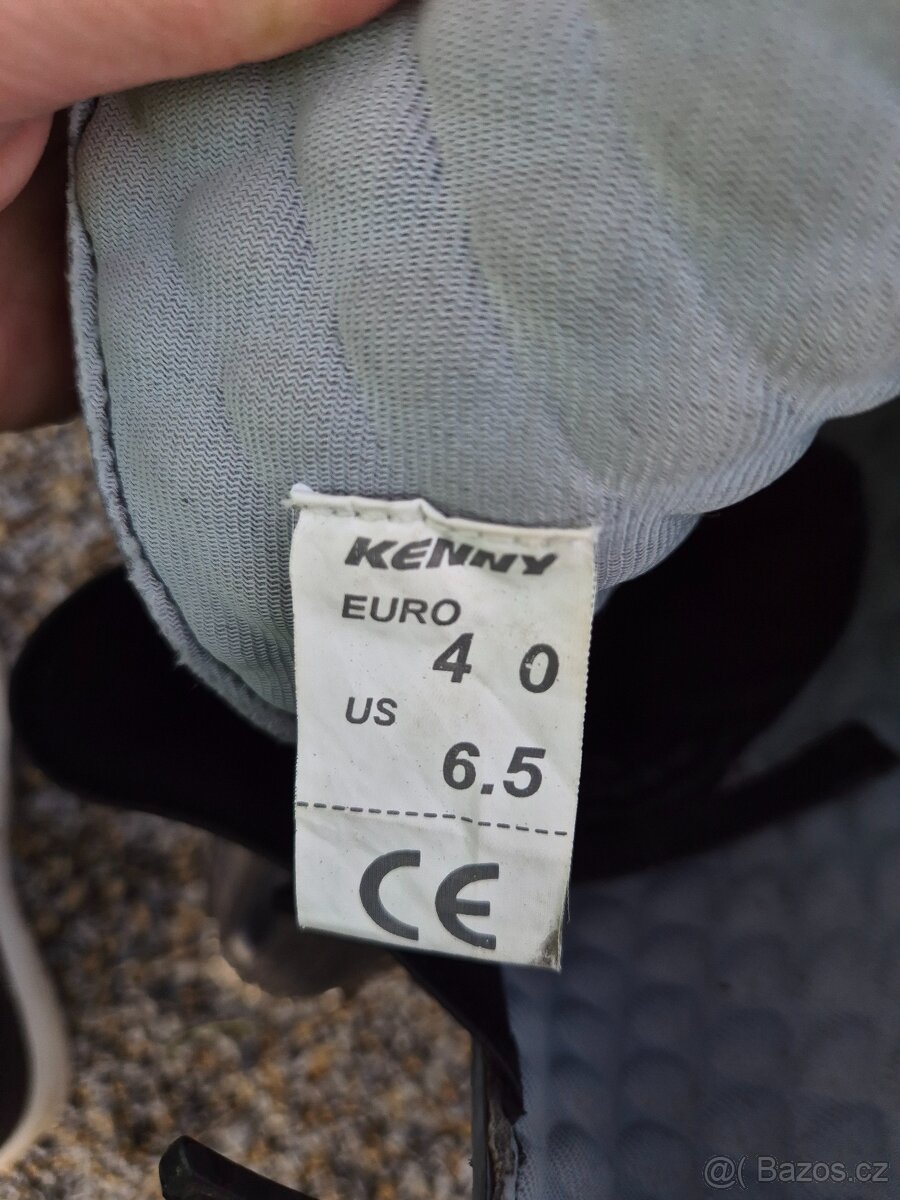 KENNY
EURO
4 0
US
6.5
CE
@( Bazos.cz